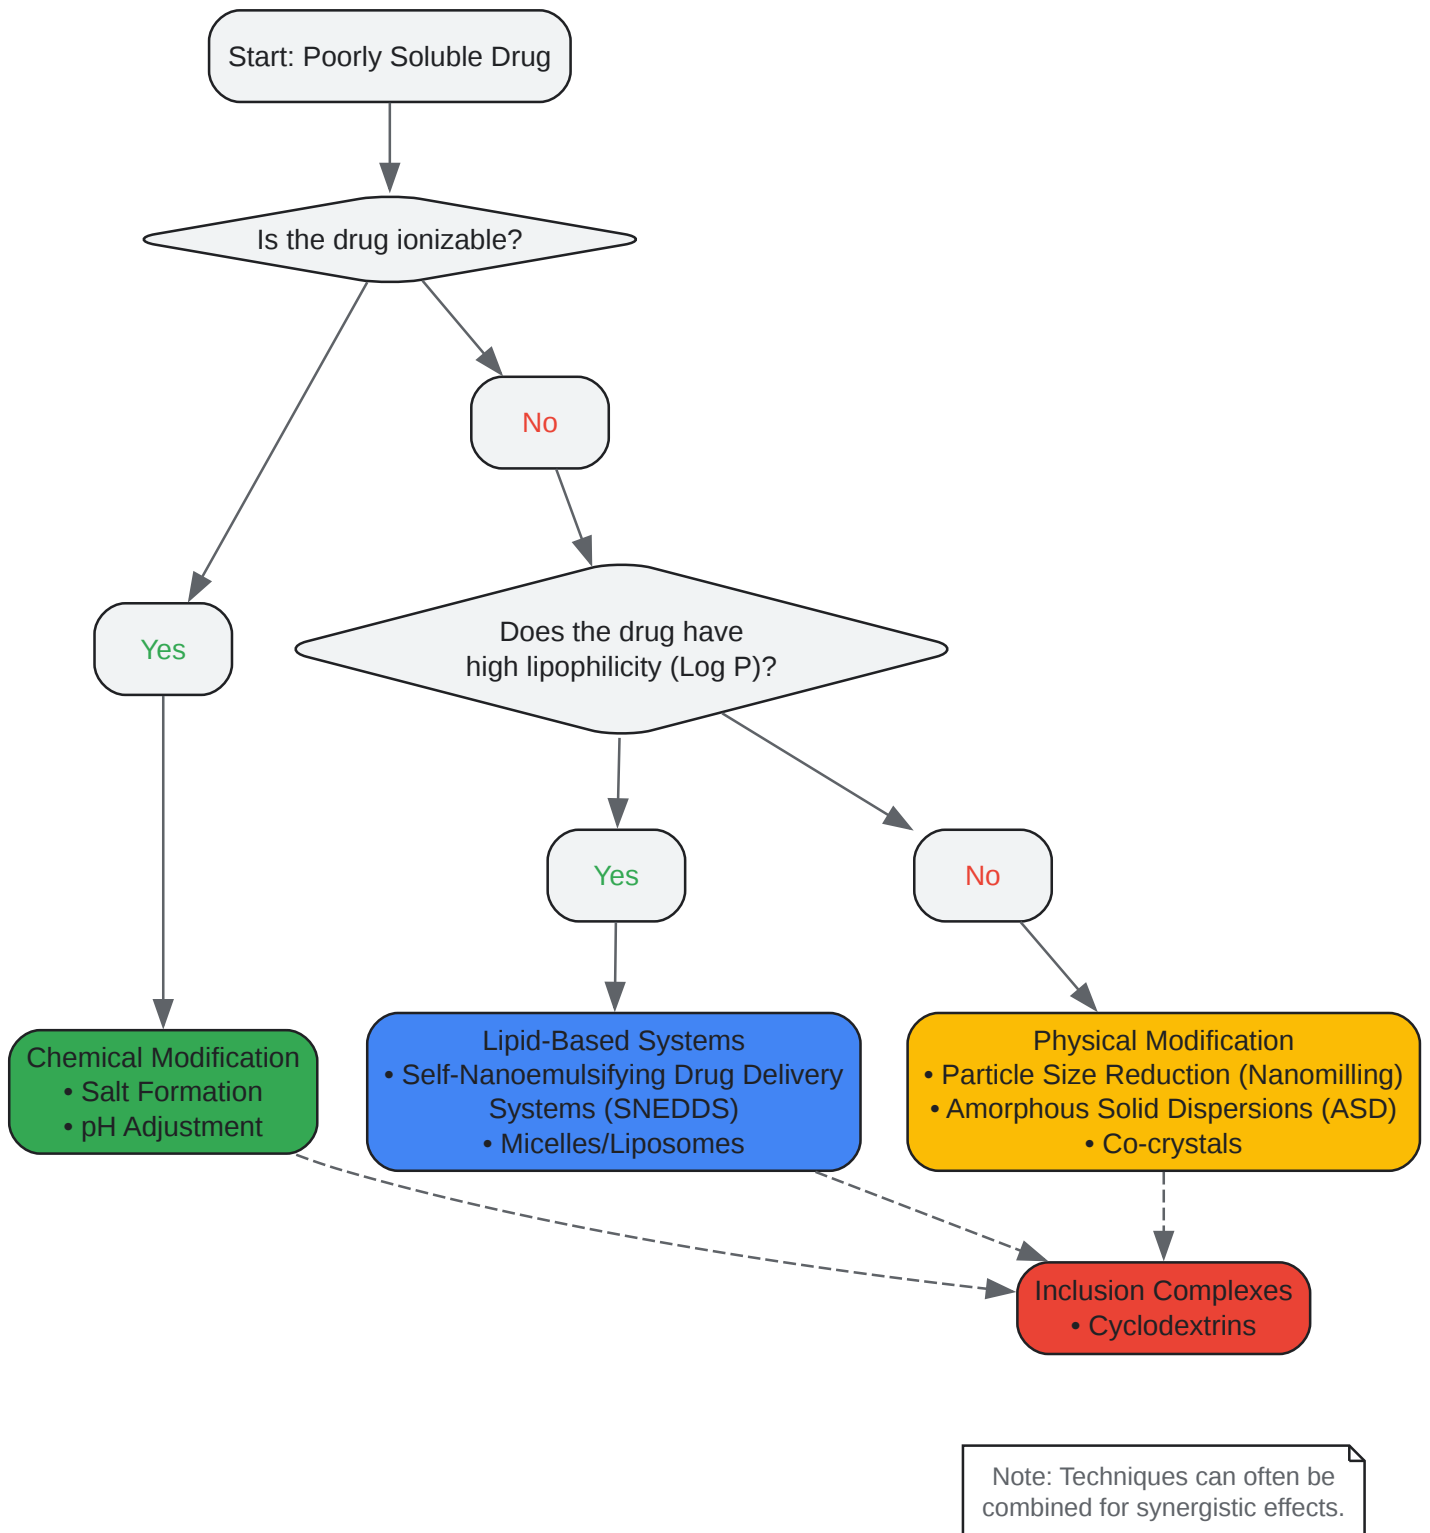 Start: Poorly Soluble Drug
Is the drug ionizable?
No
Yes
Does the drug have
high lipophilicity (Log P)?
Yes
No
Chemical Modification
• Salt Formation
• pH Adjustment
Lipid-Based Systems
• Self-Nanoemulsifying Drug Delivery
Systems (SNEDDS)
• Micelles/Liposomes
Physical Modification
• Particle Size Reduction (Nanomilling)
• Amorphous Solid Dispersions (ASD)
• Co-crystals
Inclusion Complexes
• Cyclodextrins
Note: Techniques can often be
combined for synergistic effects.